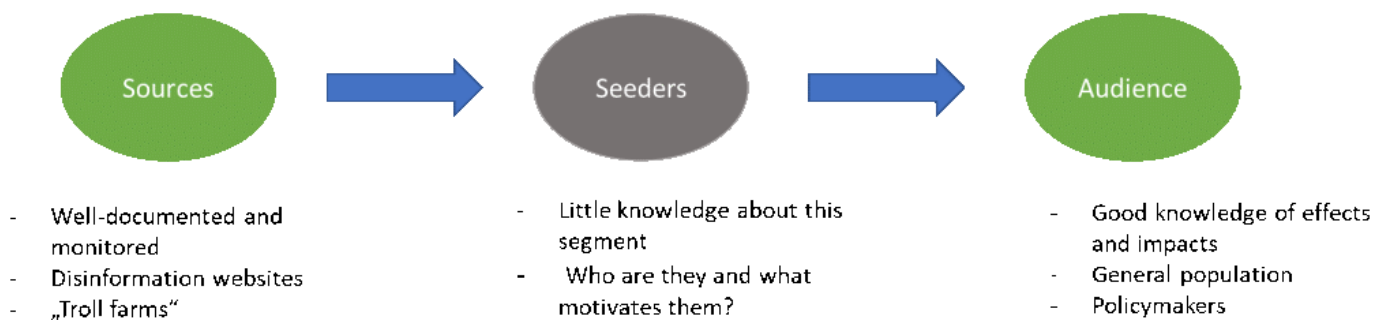 Sources
Seeders
Audience
- Well-documented and
monitored
- Disinformation websites
- „Troll farms“
- Little knowledge about this
segment
- Who are they and what
motivates them?
- Good knowledge of effects
and impacts
- General population
- Policymakers